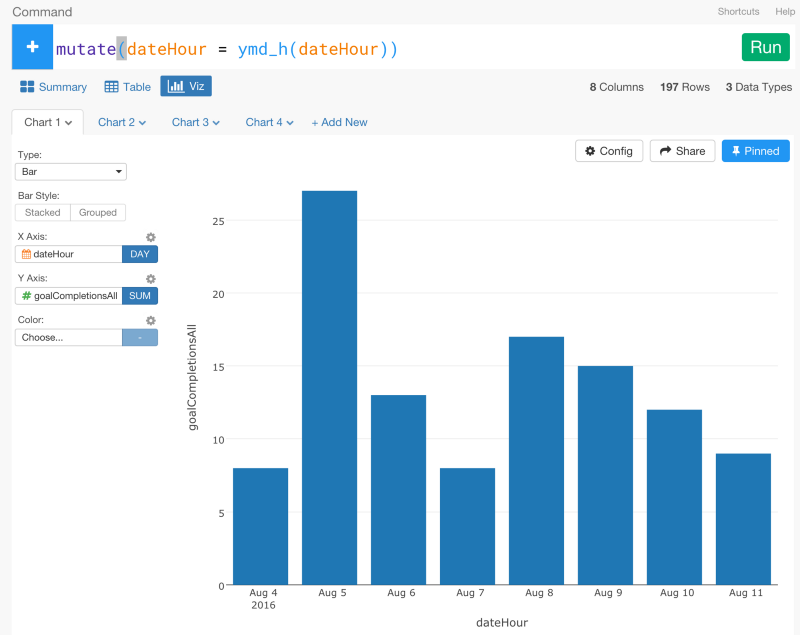 Command
Shortcuts Help
+ mutate(dateHour = ymd_h(dateHour))
Run
Summary Table Viz
8 Columns 197 Rows 3 Data Types
Chart 1 Chart 2 Chart 3 Chart 4 + Add New
Config Share Pinned
Type:
Bar
Bar Style:
Stacked Grouped
X Axis:
dateHour DAY
Y Axis:
# goalCompletionsAll SUM
Color:
Choose... -
goalCompletionsAll
25
20
15
10
5
0
Aug 4 Aug 5 Aug 6 Aug 7 Aug 8 Aug 9 Aug 10 Aug 11
2016
dateHour